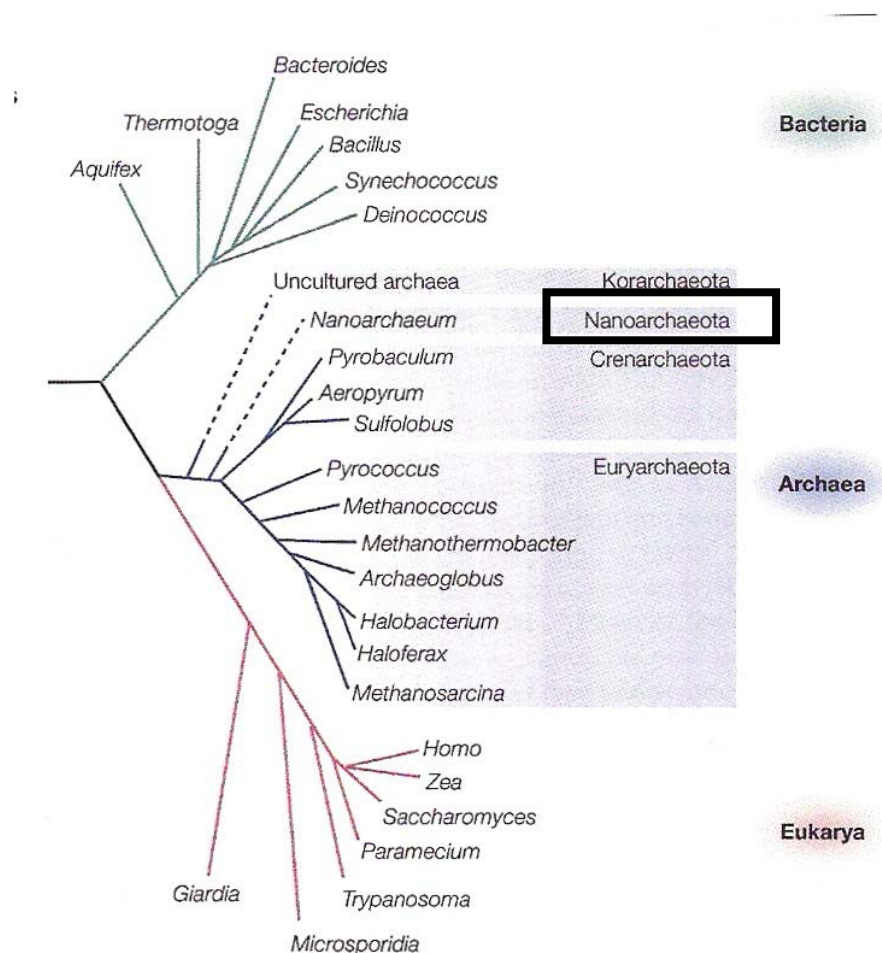 Bacteroides
Escherichia
Thermotoga
Bacteria
Bacillus
Aquifex
Synechococcus
Deinococcus
Uncultured archaea Korarchaeota
Nanoarchaeum Nanoarchaeota
Pyrobaculum Crenarchaeota
Aeropyrum
Sulfolobus
Pyrococcus Euryarchaeota
Archaea
Methanococcus
Methanothermobacter
Archaeoglobus
Halobacterium
Haloferax
Methanosarcina
Homo
Zea
Saccharomyces
Eukarya
Paramecium
Giardia
Trypanosoma
Microsporidia